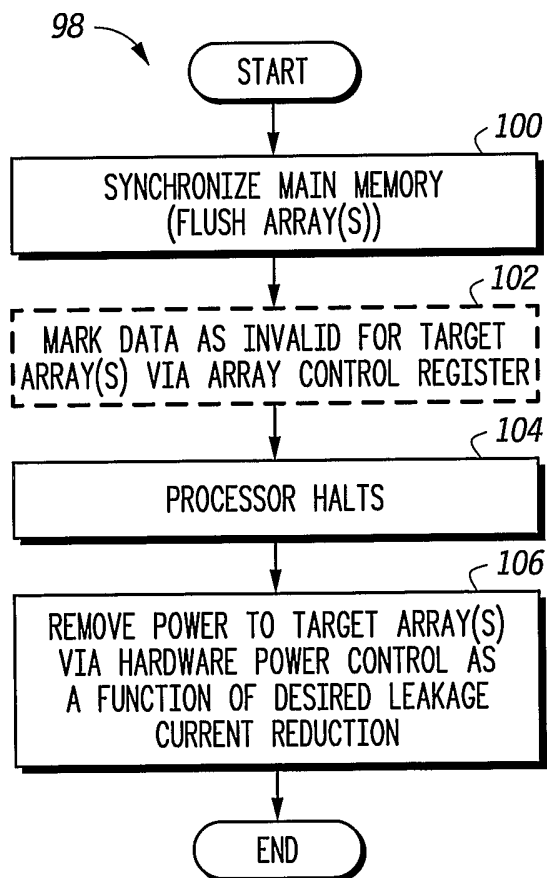 98
START
100
SYNCHRONIZE MAIN MEMORY
(FLUSH ARRAY(S))
102
MARK DATA AS INVALID FOR TARGET
ARRAY(S) VIA ARRAY CONTROL REGISTER
104
PROCESSOR HALTS
106
REMOVE POWER TO TARGET ARRAY(S)
VIA HARDWARE POWER CONTROL AS
A FUNCTION OF DESIRED LEAKAGE
CURRENT REDUCTION
END